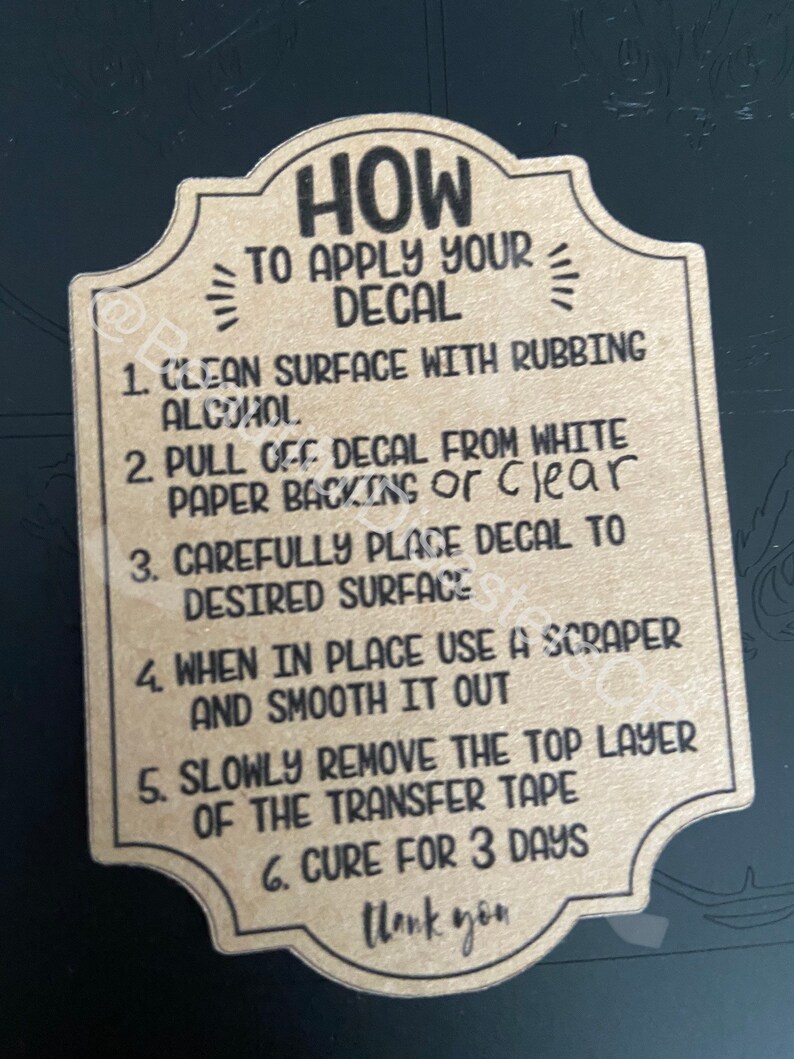 HOW
TO APPLY YOUR
DECAL
1. CLEAN SURFACE WITH RUBBING
ALCOHOL
2. PULL OFF DECAL FROM WHITE
PAPER BACKING or clear
3. CAREFULLY PLACE DECAL TO
DESIRED SURFACE
4. WHEN IN PLACE USE A SCRAPER
AND SMOOTH IT OUT
5. SLOWLY REMOVE THE TOP LAYER
OF THE TRANSFER TAPE
6. CURE FOR 3 DAYS
thank you